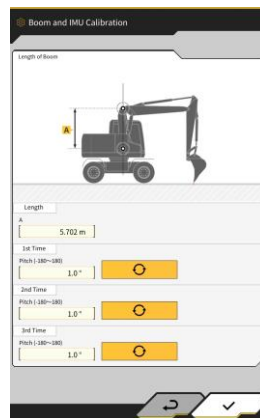 Boom and IMU Calibration
Length of Boom
A
Length
A
[ 5.702 m ]
1st Time
Pitch (-180~180)
[ 1.0 ° ]
2nd Time
Pitch (-180~180)
[ 1.0 ° ]
3rd Time
Pitch (-180~180)
[ 1.0 ° ]